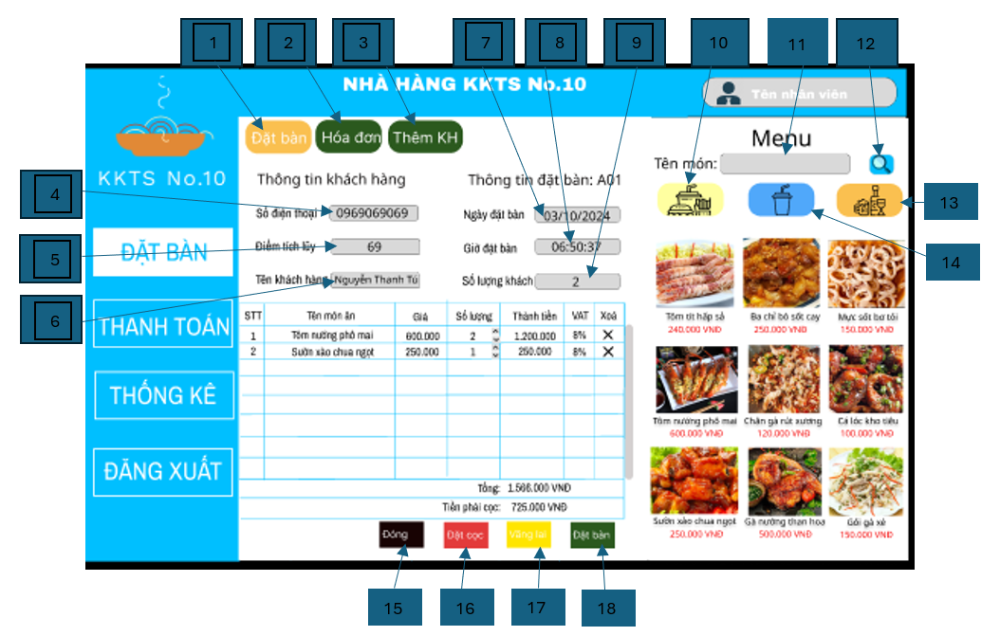 1 2 3 7 8 9 10 11 12
NHÀ HÀNG KKTS No.10
Tên nhân viên
Đặt bàn Hóa đơn Thêm KH
Menu
Tên món:
KKTS No.10
Thông tin khách hàng Thông tin đặt bàn: A01
4
Số điện thoại 0969069069 Ngày đặt bàn 03/10/2024
13
5
Điểm tích lũy 69 Giờ đặt bàn 06:50:37
14
6
Tên khách hàng Nguyễn Thanh Tú Số lượng khách 2
ĐẶT BÀN
THANH TOÁN
THỐNG KÊ
ĐĂNG XUẤT
STT Tên món ăn Giá Số lượng Thành tiền VAT Xoá
1 Tôm nướng phô mai 600.000 2 1.200.000 8% X
2 Sườn xào chua ngọt 250.000 1 250.000 8% X
Tổng: 1.566.000 VNĐ
Tiền phải cọc: 725.000 VNĐ
Đóng Đặt cọc Vãng lai Đặt bàn
Tôm tít hấp sả Ba chỉ bò sốt cay Mực sốt bơ tỏi
240.000 VNĐ 250.000 VNĐ 150.000 VNĐ
Tôm nướng phô mai Chân gà rút xương Cá lóc kho tiêu
600.000 VNĐ 120.000 VNĐ 100.000 VNĐ
Sườn xào chua ngọt Gà nướng than hoa Gỏi gà xé
250.000 VNĐ 500.000 VNĐ 150.000 VNĐ
15 16 17 18